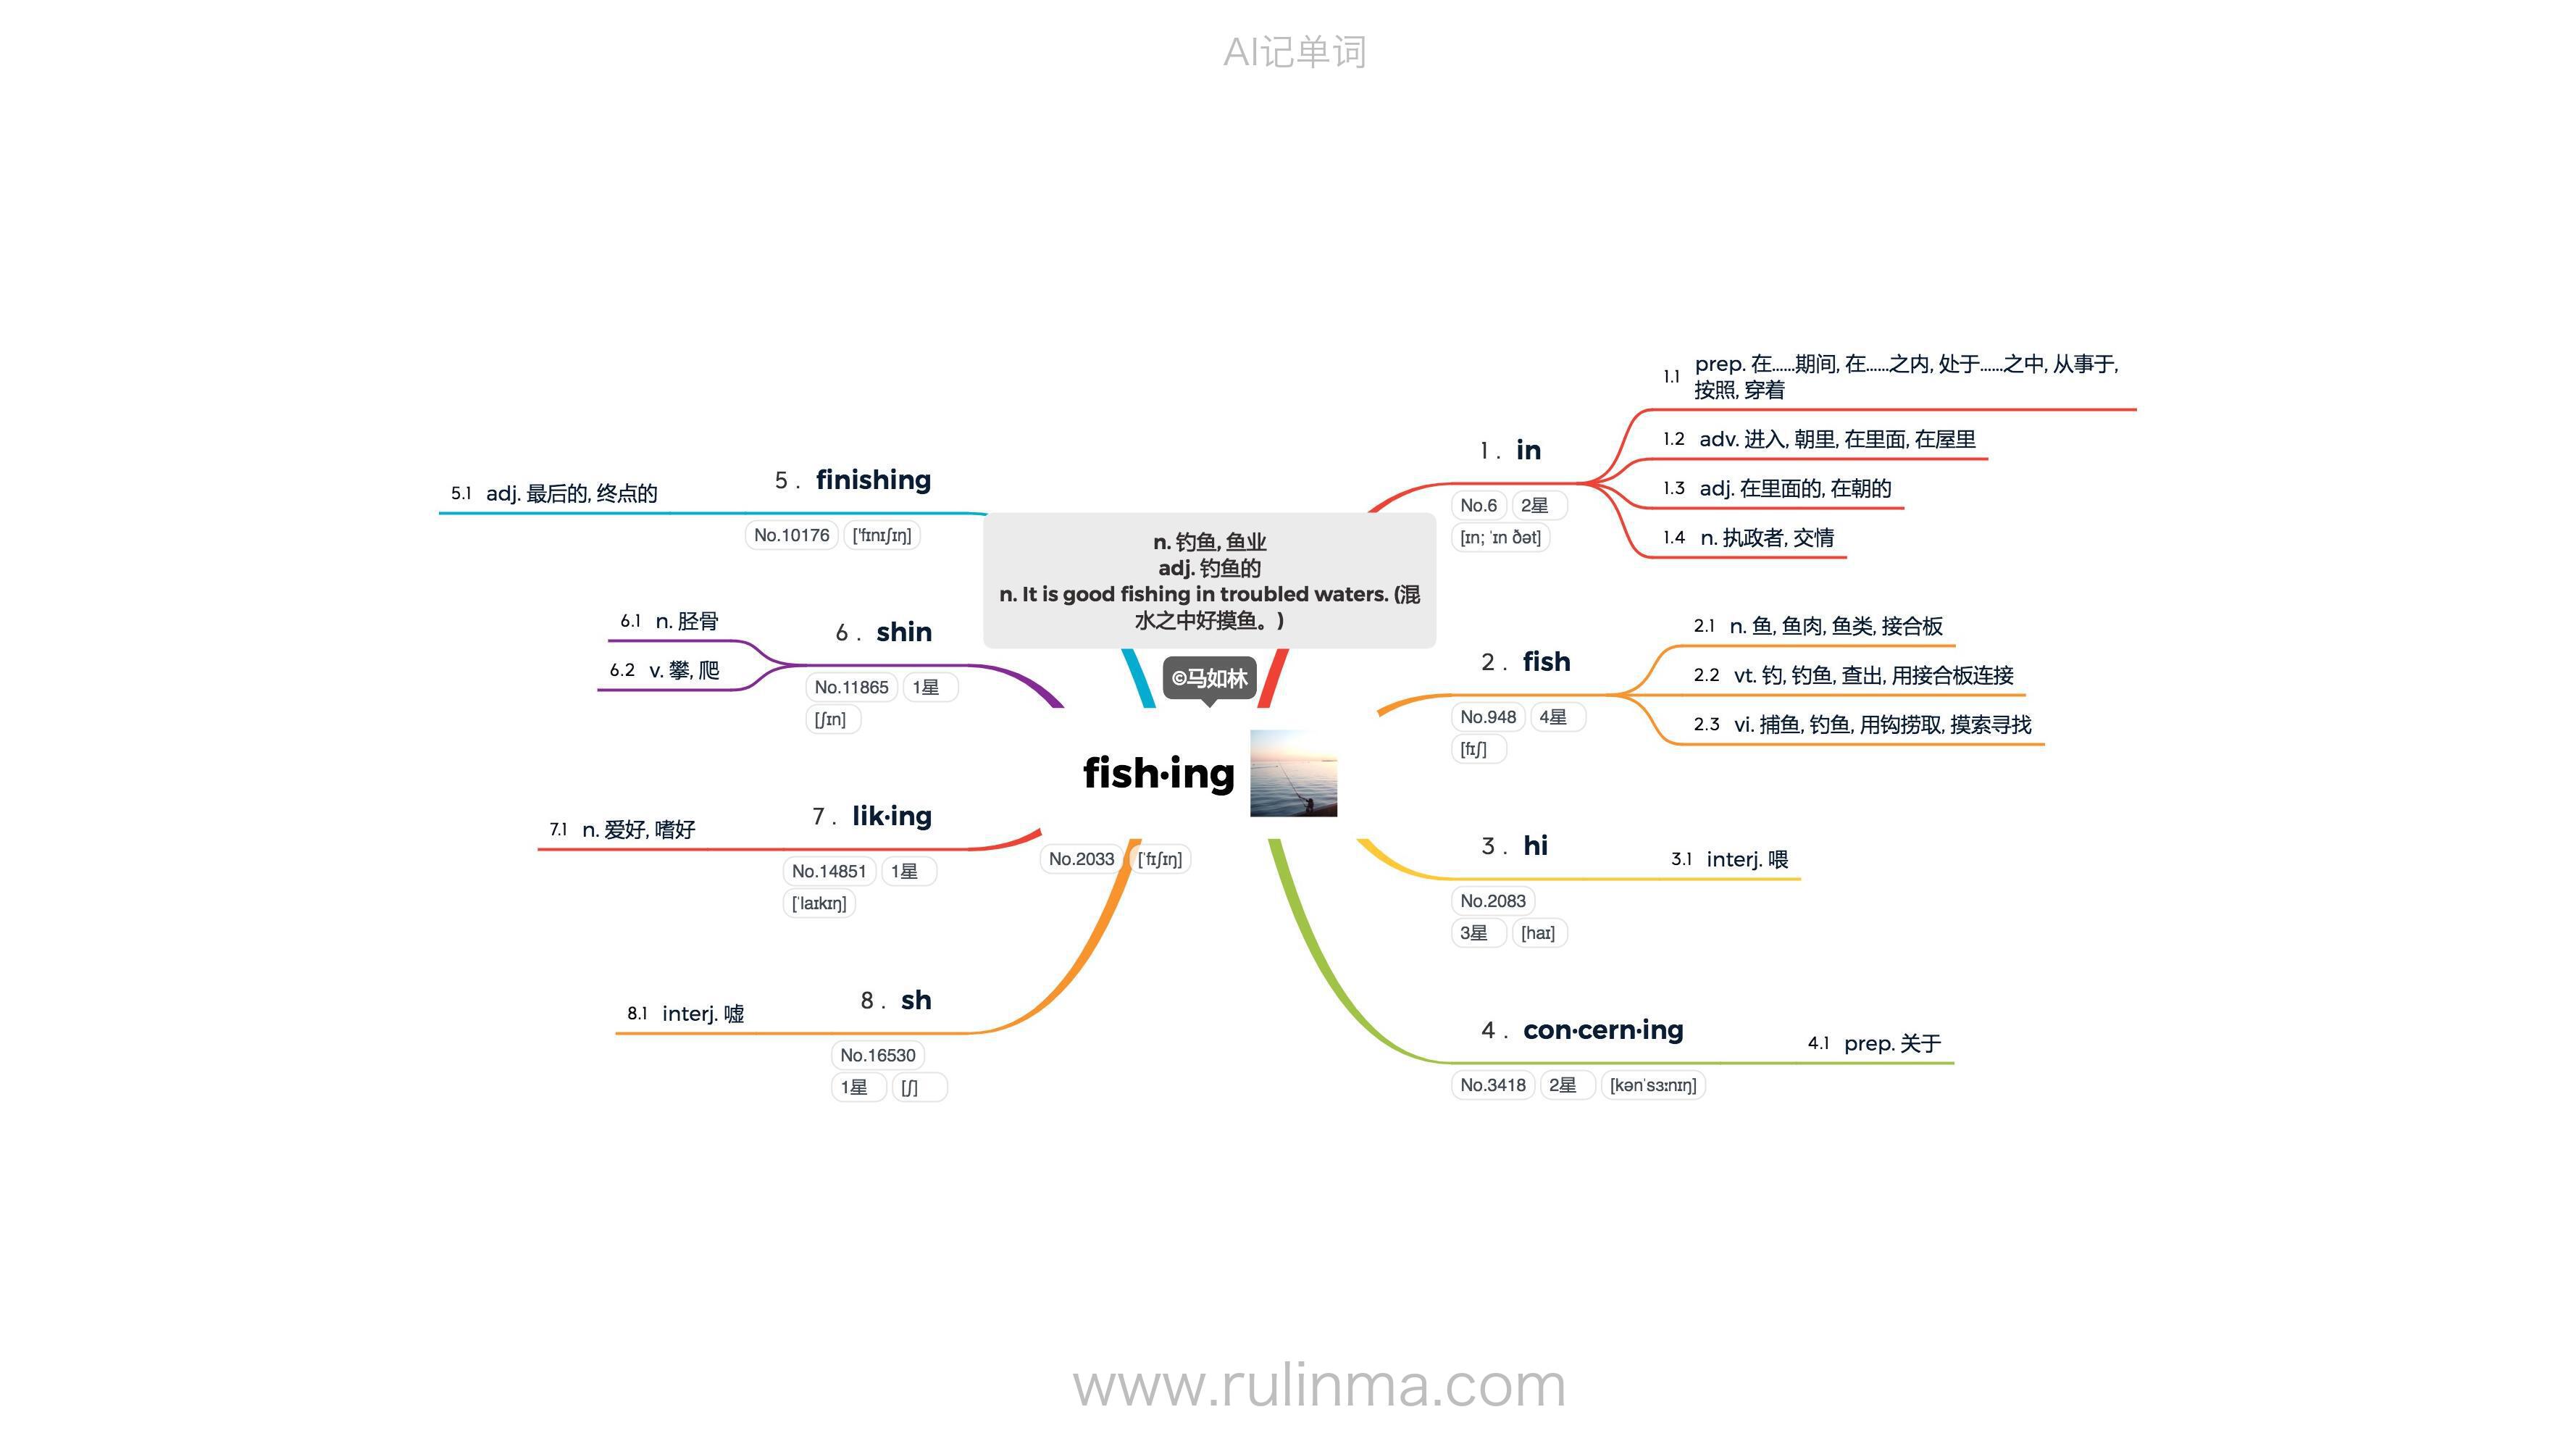 AI记单词
n. 钓鱼, 鱼业
adj. 钓鱼的
n. It is good fishing in troubled waters. (混
水之中好摸鱼。)
©马如林
fish·ing
No.2033 ['fɪʃɪŋ]
1. in
No.6 2星
[ɪn; ˈɪn ðət]
1.1 prep. 在……期间, 在……之内, 处于……之中, 从事于,
按照, 穿着
1.2 adv. 进入, 朝里, 在里面, 在屋里
1.3 adj. 在里面的, 在朝的
1.4 n. 执政者, 交情
2. fish
No.948 4星
[fɪʃ]
2.1 n. 鱼, 鱼肉, 鱼类, 接合板
2.2 vt. 钓, 钓鱼, 查出, 用接合板连接
2.3 vi. 捕鱼, 钓鱼, 用钩捞取, 摸索寻找
3. hi
No.2083
3星 [haɪ]
3.1 interj. 喂
4. con·cern·ing
No.3418 2星 [kənˈsɜːnɪŋ]
4.1 prep. 关于
5. finishing
No.10176 ['fɪnɪʃɪŋ]
5.1 adj. 最后的, 终点的
6. shin
No.11865 1星
[ʃɪn]
6.1 n. 胫骨
6.2 v. 攀, 爬
7. lik·ing
No.14851 1星
[ˈlaɪkɪŋ]
7.1 n. 爱好, 嗜好
8. sh
No.16530
1星 [ʃ]
8.1 interj. 嘘
www.rulinma.com